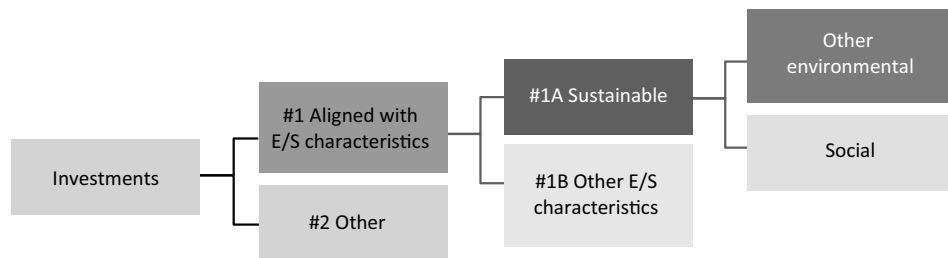 Investments
#1 Aligned with
E/S characteristics
#2 Other
#1A Sustainable
#1B Other E/S
characteristics
Other
environmental
Social